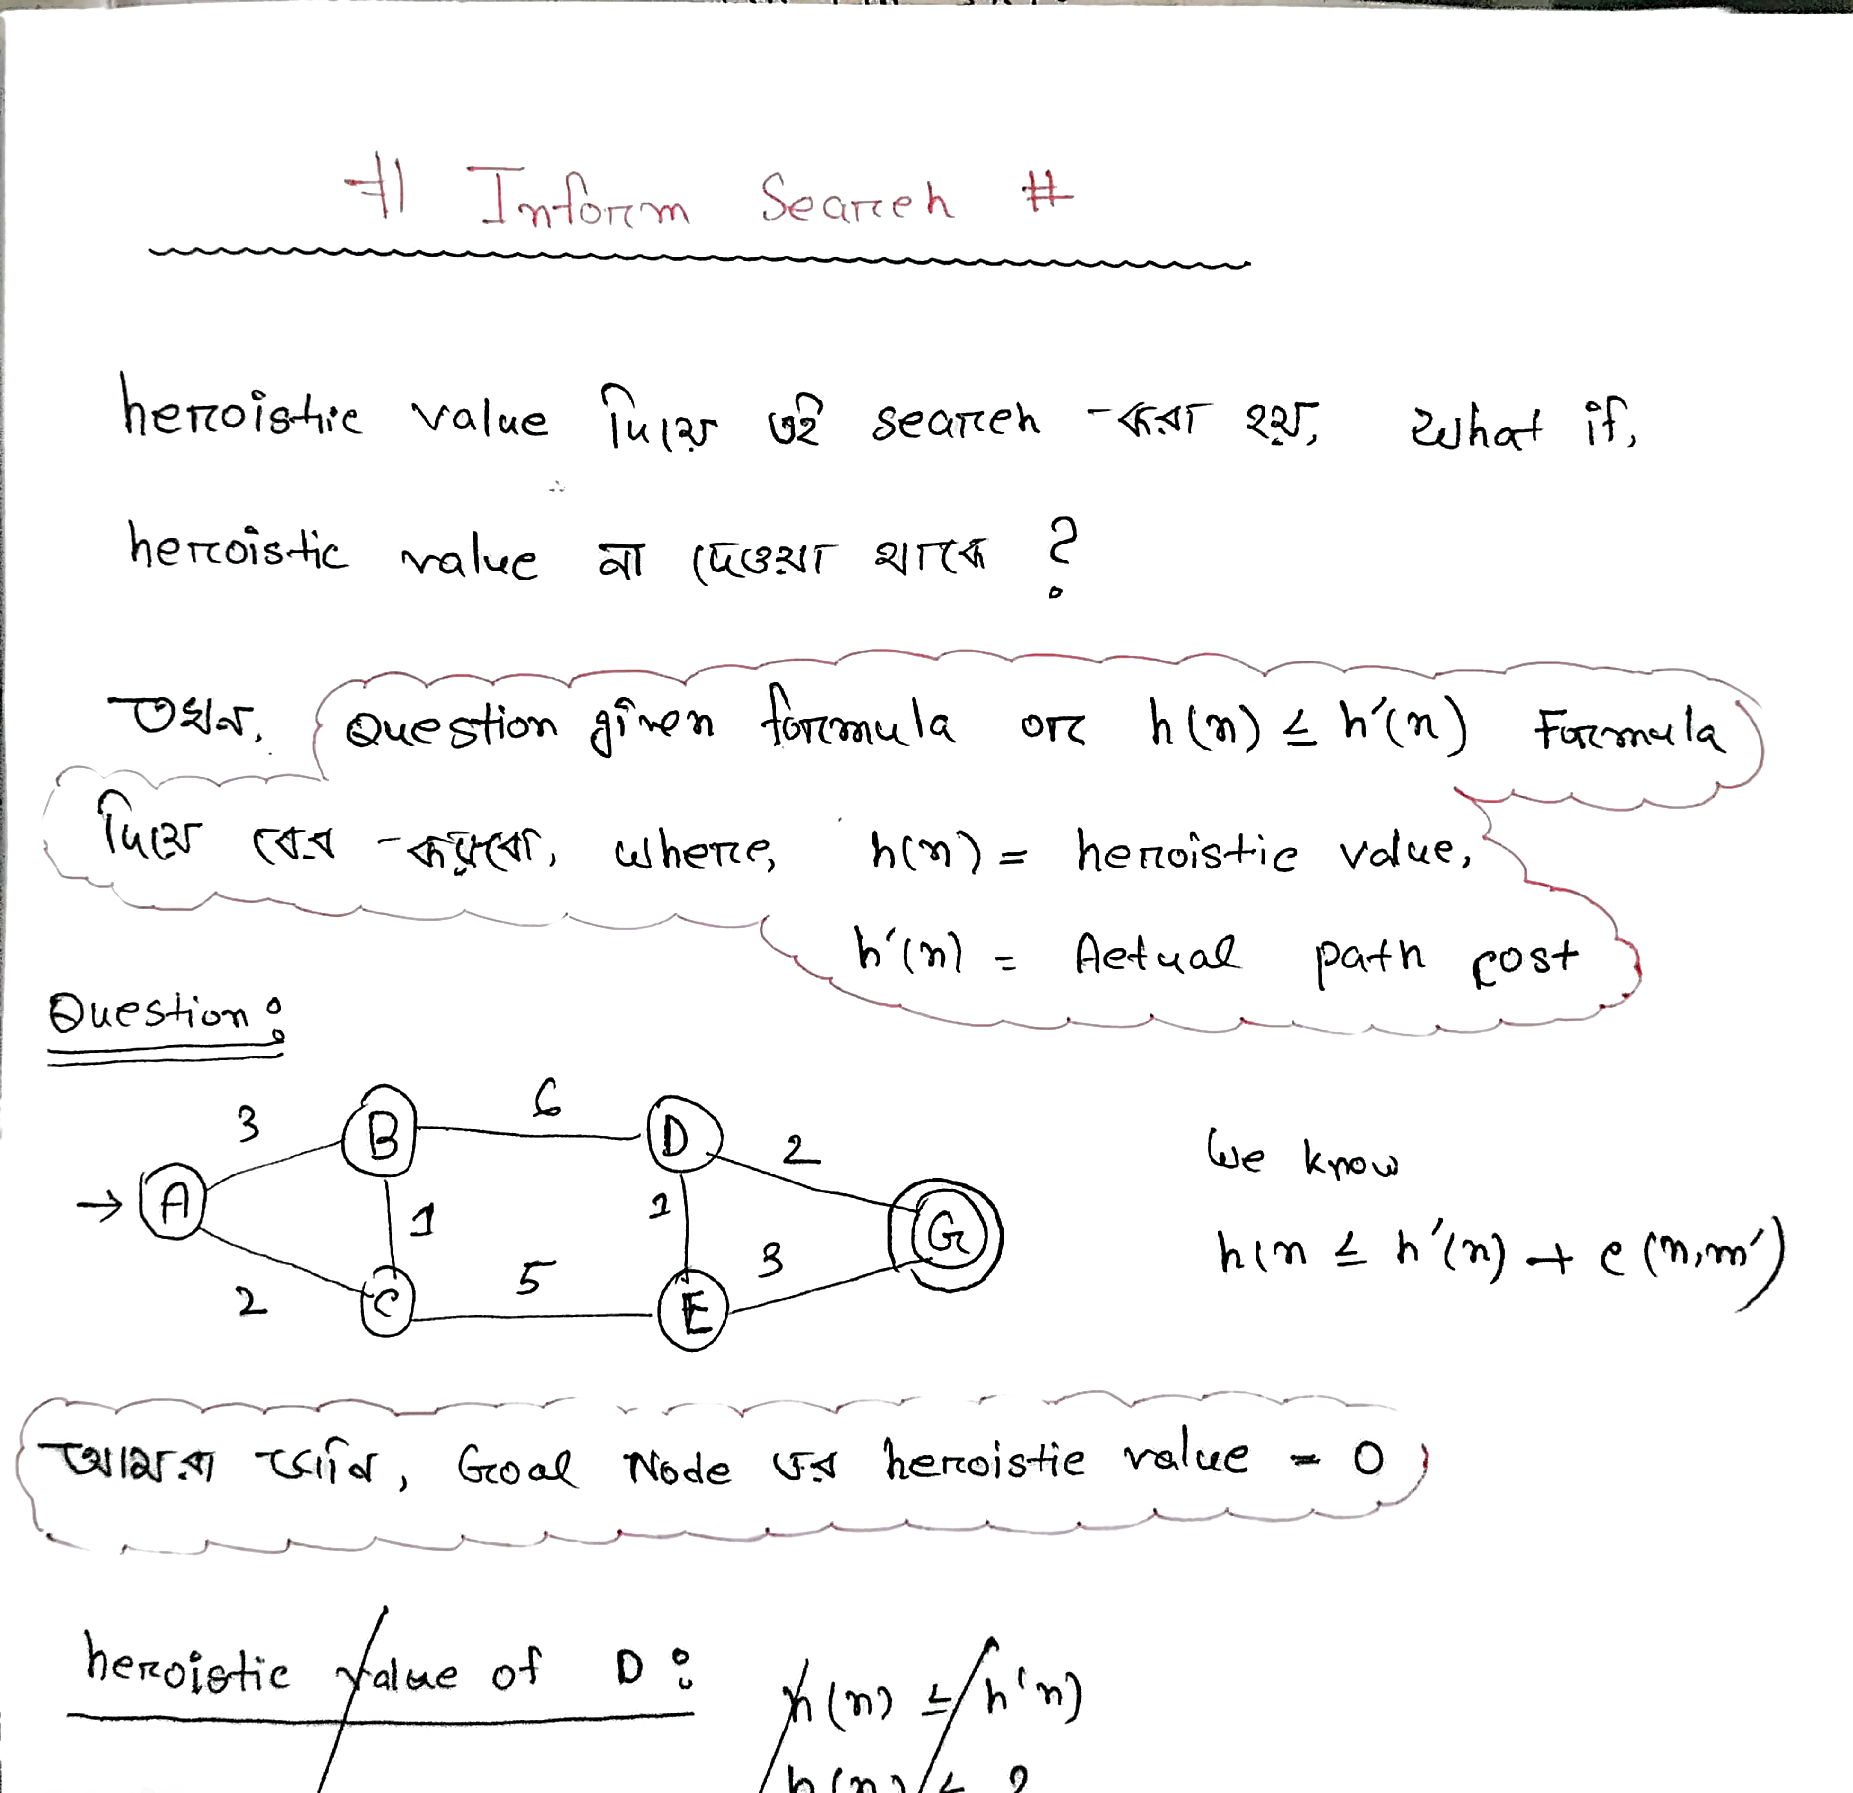 # Inform Search #
heroistic value দিয়ে এই search করা হয়, What if,
heroistic value না দেওয়া থাকে ?
তখন, Question given formula or h(n) ≤ h'(n) Formula
দিয়ে বের করবো, where, h(n) = heroistic value,
h'(n) = Actual path cost
Question:
3 B 6 D 2
A 1 1 G
2 C 5 E 3
We know
h(n ≤ h'(n) + c(n,n')
আমরা জানি, Goal Node এর heroistic value = 0
heroistic value of D: h(n) ≤ h'n)
h(n) ≤ 2